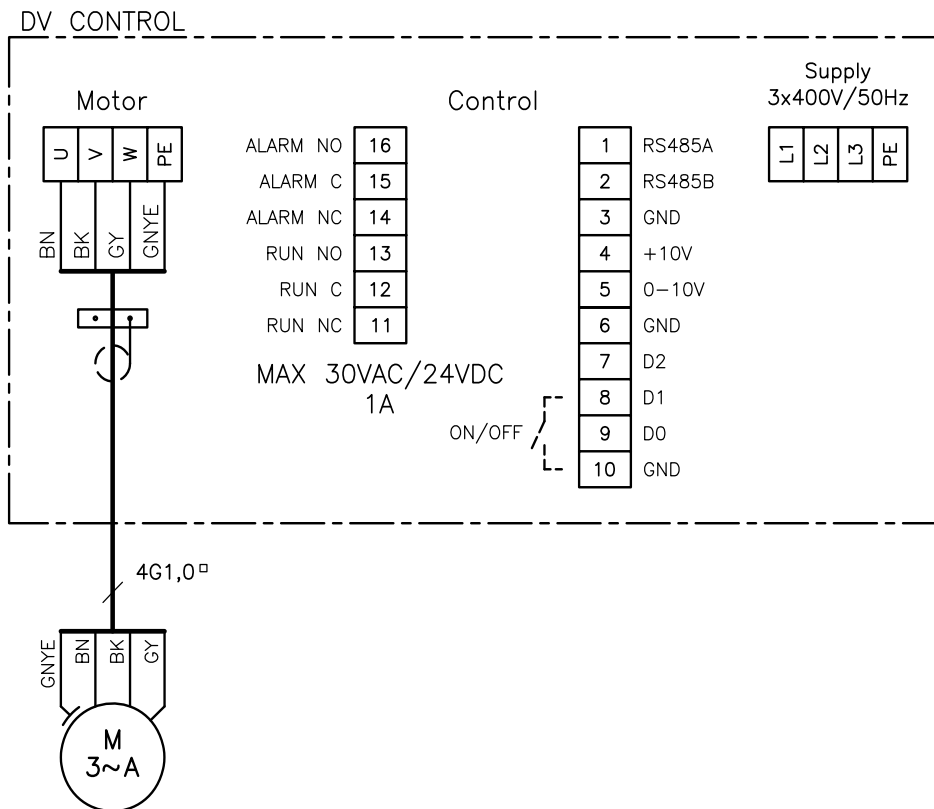 DV CONTROL
Motor
U V W PE
BN BK GY GNYE
Control
ALARM NO 16
ALARM C 15
ALARM NC 14
RUN NO 13
RUN C 12
RUN NC 11
MAX 30VAC/24VDC
1A
1 RS485A
2 RS485B
3 GND
4 +10V
5 0-10V
6 GND
7 D2
8 D1
9 D0
10 GND
ON/OFF
Supply
3x400V/50Hz
L1 L2 L3 PE
4G1,0□
GNYE BN BK GY
M
3~A